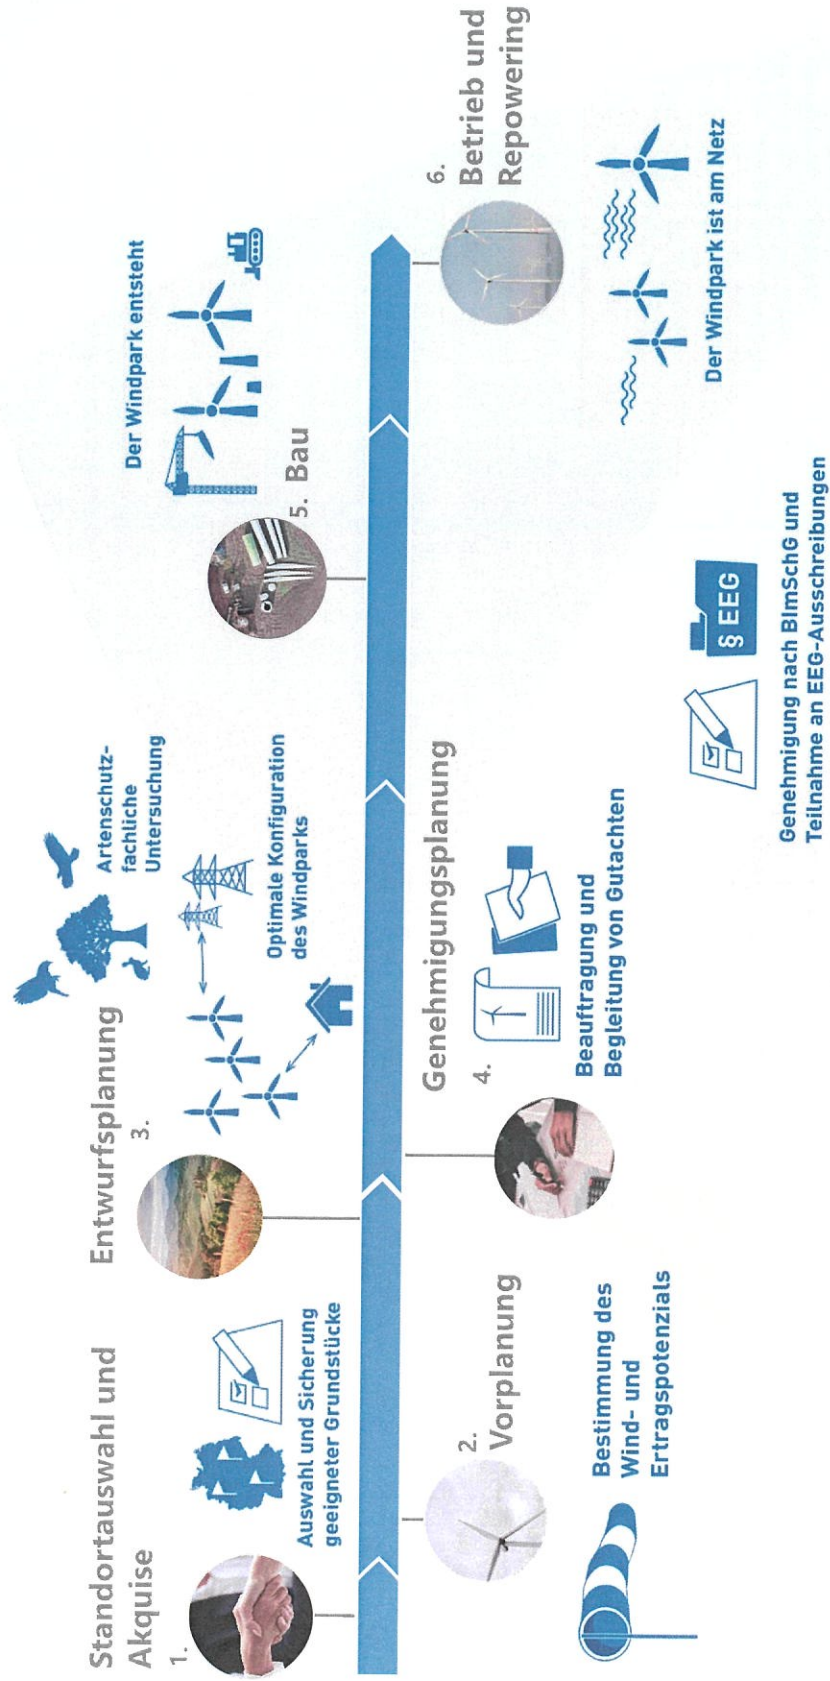 Standortauswahl und
Akquise
1.
Auswahl und Sicherung
geeigneter Grundstücke
2.
Vorplanung
Bestimmung des
Wind- und
Ertragspotenzials
Entwurfsplanung
3.
Artenschutz-
fachliche
Untersuchung
Optimale Konfiguration
des Windparks
Genehmigungsplanung
4.
Beauftragung und
Begleitung von Gutachten
§ EEG
Genehmigung nach BImSchG und
Teilnahme an EEG-Ausschreibungen
5. Bau
Der Windpark entsteht
6.
Betrieb und
Repowering
Der Windpark ist am Netz